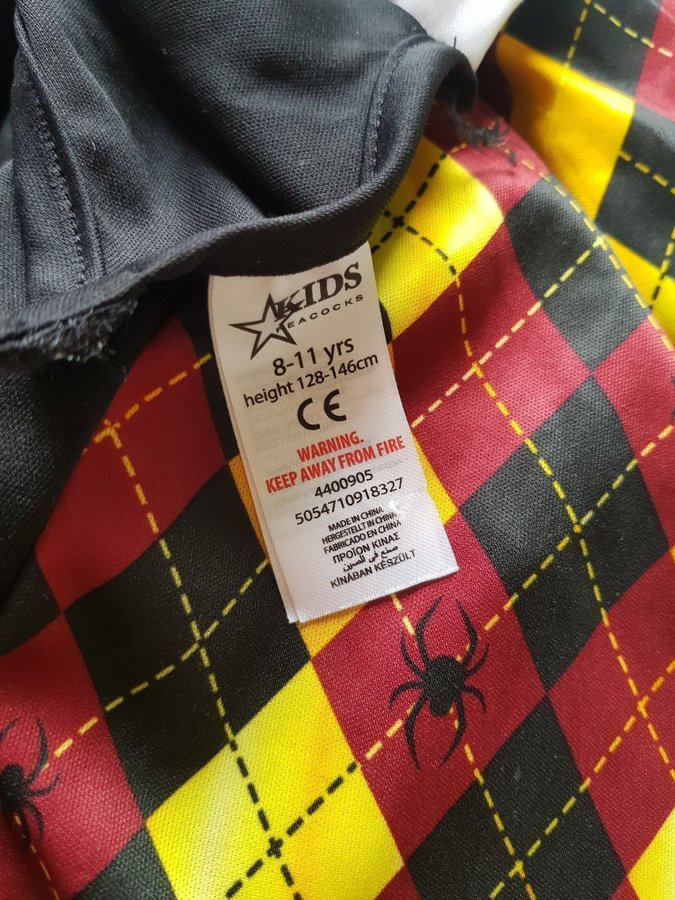 KIDS
PEACOCKS
8-11 yrs
height 128-146cm
CE
WARNING.
KEEP AWAY FROM FIRE
4400905
5054710918327
MADE IN CHINA
HERGESTELLT IN CHINA
FABRICADO EN CHINA
ΠΡΟΪΟΝ ΚΙΝΑΣ
صنع في الصين
KÍNÁBAN KÉSZÜLT